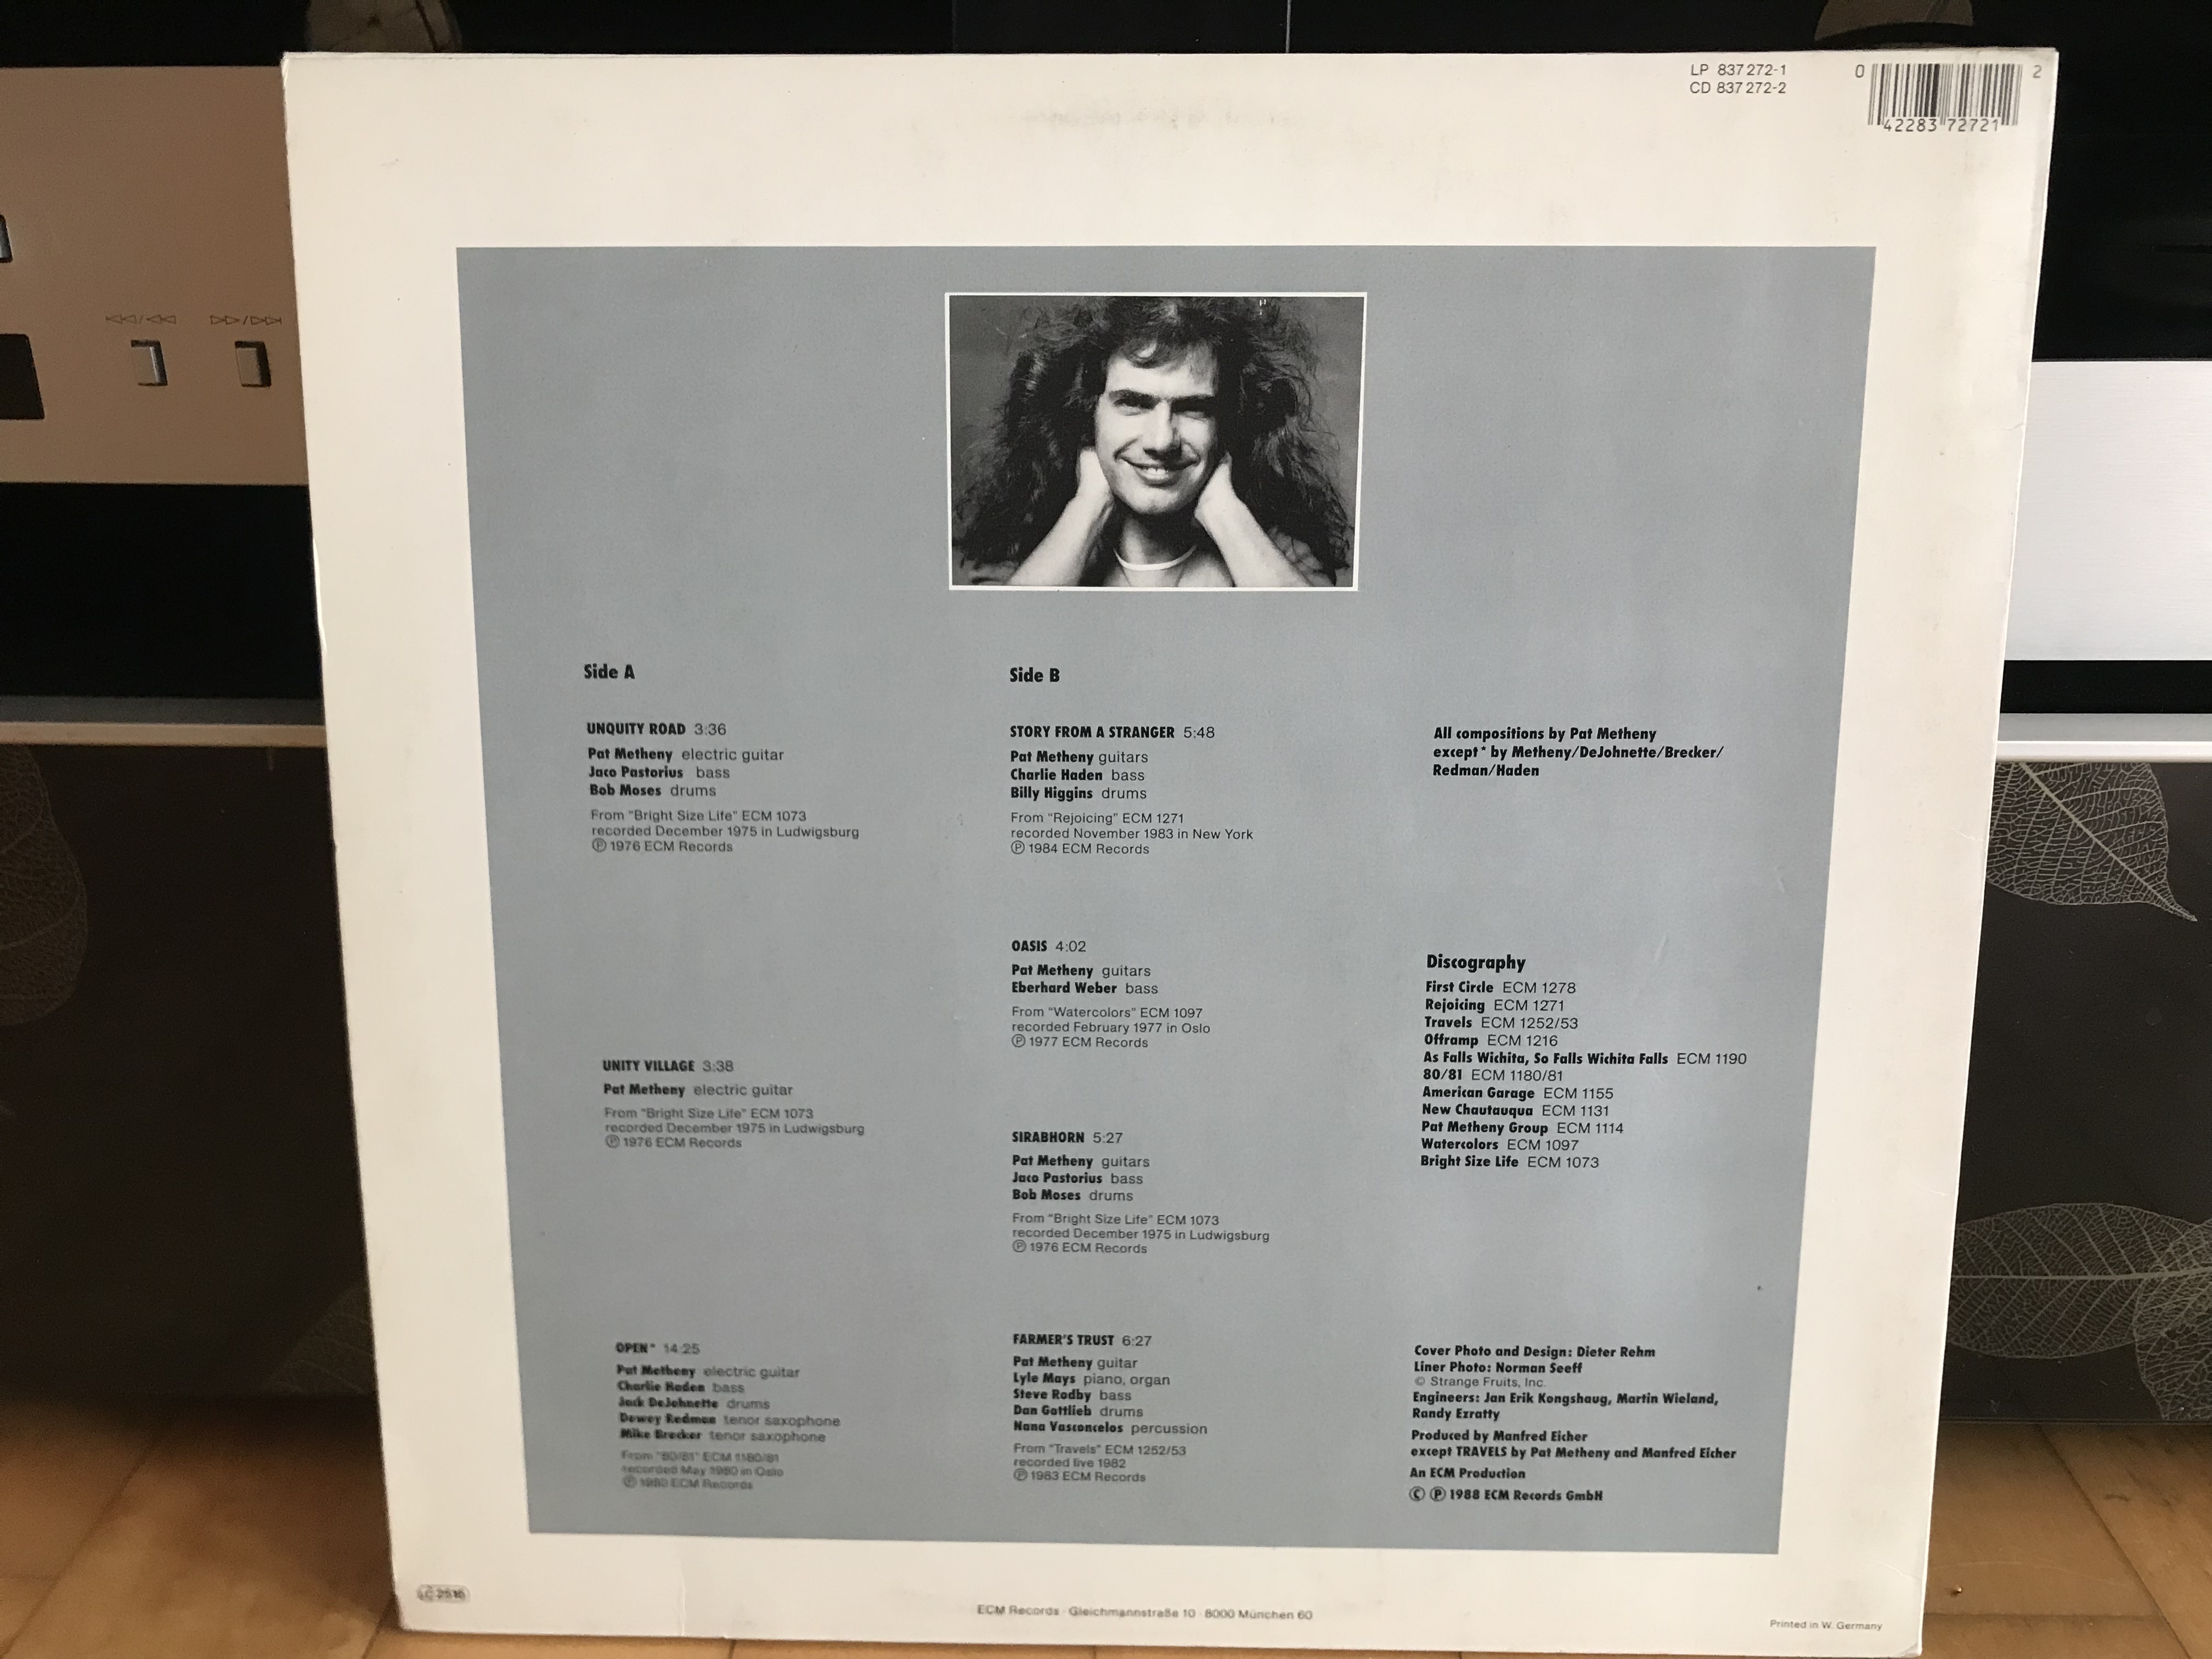 LP 837 272-1
CD 837 272-2
0 42283 72721 2
Side A
UNQUITY ROAD 3:36
Pat Metheny electric guitar
Jaco Pastorius bass
Bob Moses drums
From "Bright Size Life" ECM 1073
recorded December 1975 in Ludwigsburg
Ⓟ 1976 ECM Records
UNITY VILLAGE 3:38
Pat Metheny electric guitar
From "Bright Size Life" ECM 1073
recorded December 1975 in Ludwigsburg
Ⓟ 1976 ECM Records
OPEN* 14:25
Pat Metheny electric guitar
Charlie Haden bass
Jack DeJohnette drums
Dewey Redman tenor saxophone
Mike Brecker tenor saxophone
From "80/81" ECM 1180/81
recorded May 1980 in Oslo
Ⓟ 1980 ECM Records
Side B
STORY FROM A STRANGER 5:48
Pat Metheny guitars
Charlie Haden bass
Billy Higgins drums
From "Rejoicing" ECM 1271
recorded November 1983 in New York
Ⓟ 1984 ECM Records
OASIS 4:02
Pat Metheny guitars
Eberhard Weber bass
From "Watercolors" ECM 1097
recorded February 1977 in Oslo
Ⓟ 1977 ECM Records
SIRABHORN 5:27
Pat Metheny guitars
Jaco Pastorius bass
Bob Moses drums
From "Bright Size Life" ECM 1073
recorded December 1975 in Ludwigsburg
Ⓟ 1976 ECM Records
FARMER'S TRUST 6:27
Pat Metheny guitar
Lyle Mays piano, organ
Steve Rodby bass
Dan Gottlieb drums
Nana Vasconcelos percussion
From "Travels" ECM 1252/53
recorded live 1982
Ⓟ 1983 ECM Records
All compositions by Pat Metheny
except * by Metheny/DeJohnette/Brecker/
Redman/Haden
Discography
First Circle ECM 1278
Rejoicing ECM 1271
Travels ECM 1252/53
Offramp ECM 1216
As Falls Wichita, So Falls Wichita Falls ECM 1190
80/81 ECM 1180/81
American Garage ECM 1155
New Chautauqua ECM 1131
Pat Metheny Group ECM 1114
Watercolors ECM 1097
Bright Size Life ECM 1073
Cover Photo and Design: Dieter Rehm
Liner Photo: Norman Seeff
© Strange Fruits, Inc.
Engineers: Jan Erik Kongshaug, Martin Wieland,
Randy Ezratty
Produced by Manfred Eicher
except TRAVELS by Pat Metheny and Manfred Eicher
An ECM Production
© Ⓟ 1988 ECM Records GmbH
LC 2516
ECM Records · Gleichmannstraße 10 · 8000 München 60
Printed in W. Germany